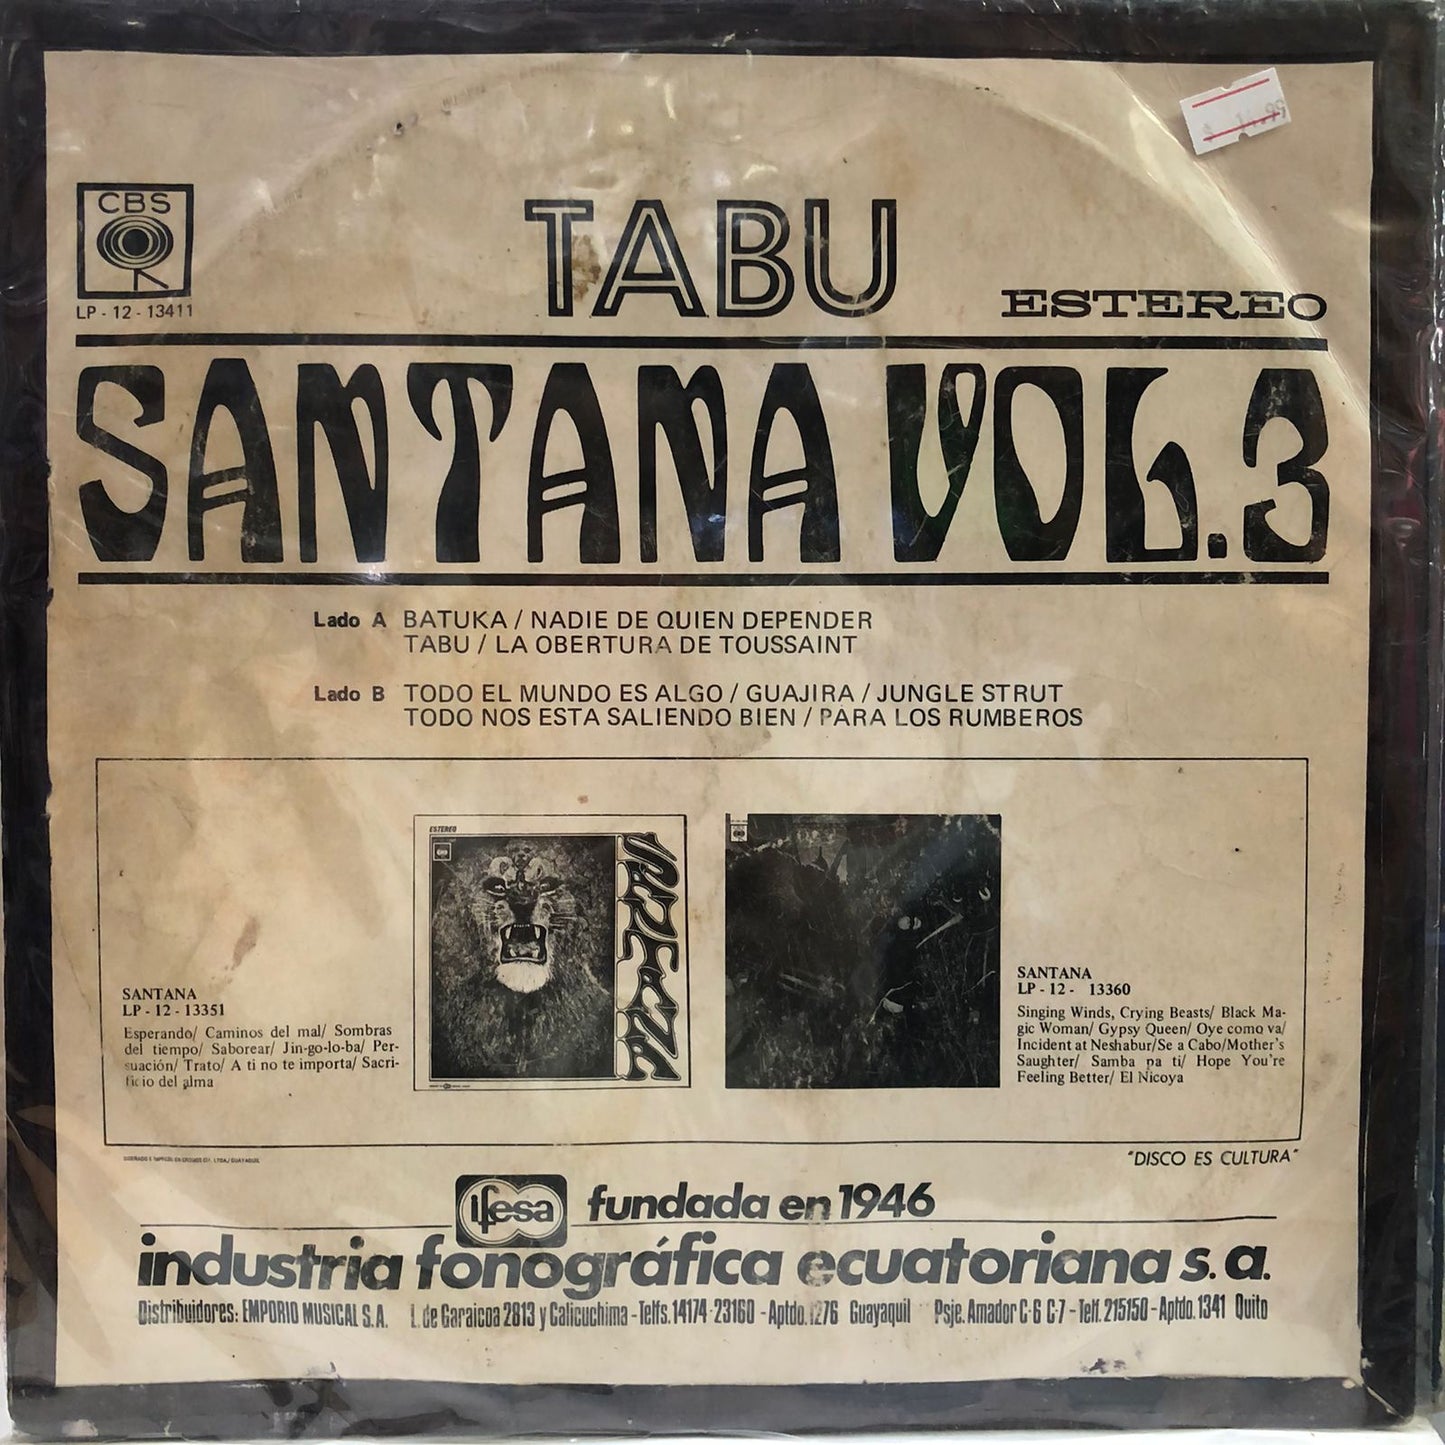 CBS
LP - 12 - 13411
TABU
ESTEREO
SANTANA VOL. 3
Lado A BATUKA / NADIE DE QUIEN DEPENDER
TABU / LA OBERTURA DE TOUSSAINT
Lado B TODO EL MUNDO ES ALGO / GUAJIRA / JUNGLE STRUT
TODO NOS ESTA SALIENDO BIEN / PARA LOS RUMBEROS
SANTANA
LP - 12 - 13351
Esperando/ Caminos del mal/ Sombras
del tiempo/ Saborear/ Jin-go-lo-ba/ Per-
suación/ Trato/ A ti no te importa/ Sacri-
ficio del alma
ESTEREO
SANTANA
SANTANA
LP - 12 - 13360
Singing Winds, Crying Beasts/ Black Ma-
gic Woman/ Gypsy Queen/ Oye como va/
Incident at Neshabur/Se a Cabo/Mother's
Saughter/ Samba pa ti/ Hope You're
Feeling Better/ El Nicoya
"DISCO ES CULTURA"
ifesa fundada en 1946
industria fonográfica ecuatoriana s. a.
Distribuidores: EMPORIO MUSICAL S.A. L. de Garaicoa 2813 y Calicuchima - Telfs. 14174 - 23160 - Aptdo. 1276 Guayaquil Psje. Amador C-6 C-7 - Telf. 215150 - Aptdo. 1341 Quito